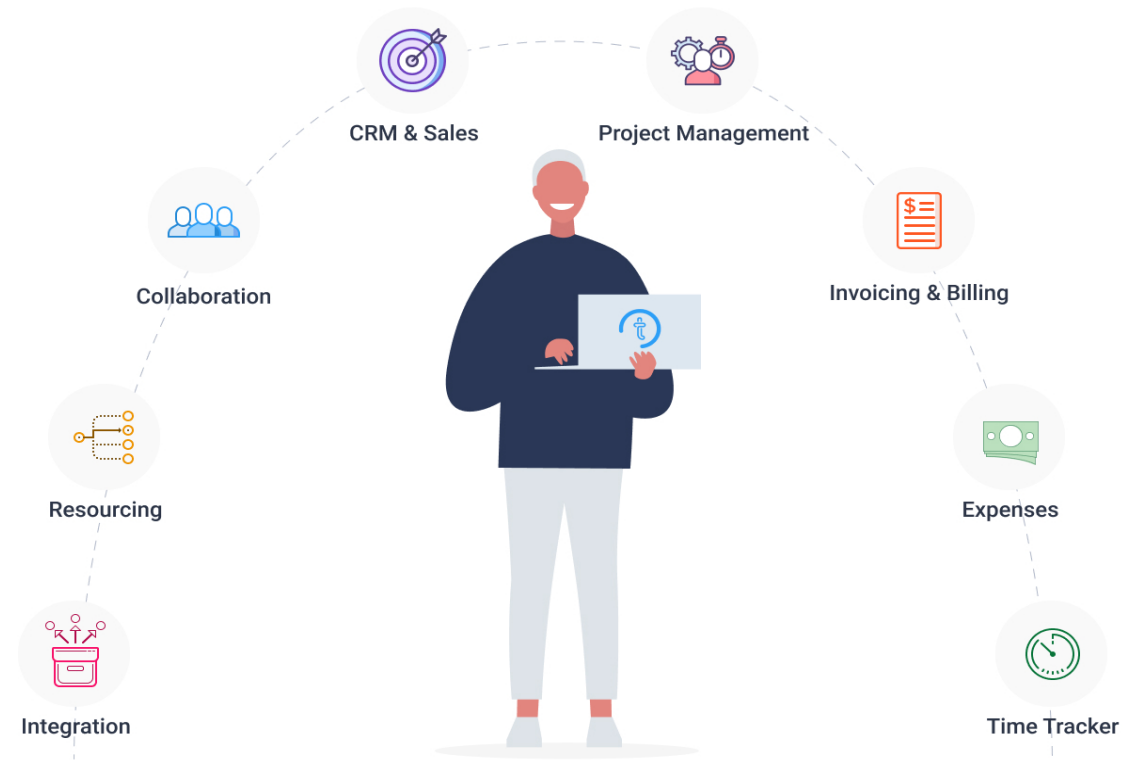 CRM & Sales
Project Management
Collaboration
Invoicing & Billing
Resourcing
Expenses
Integration
Time Tracker
t